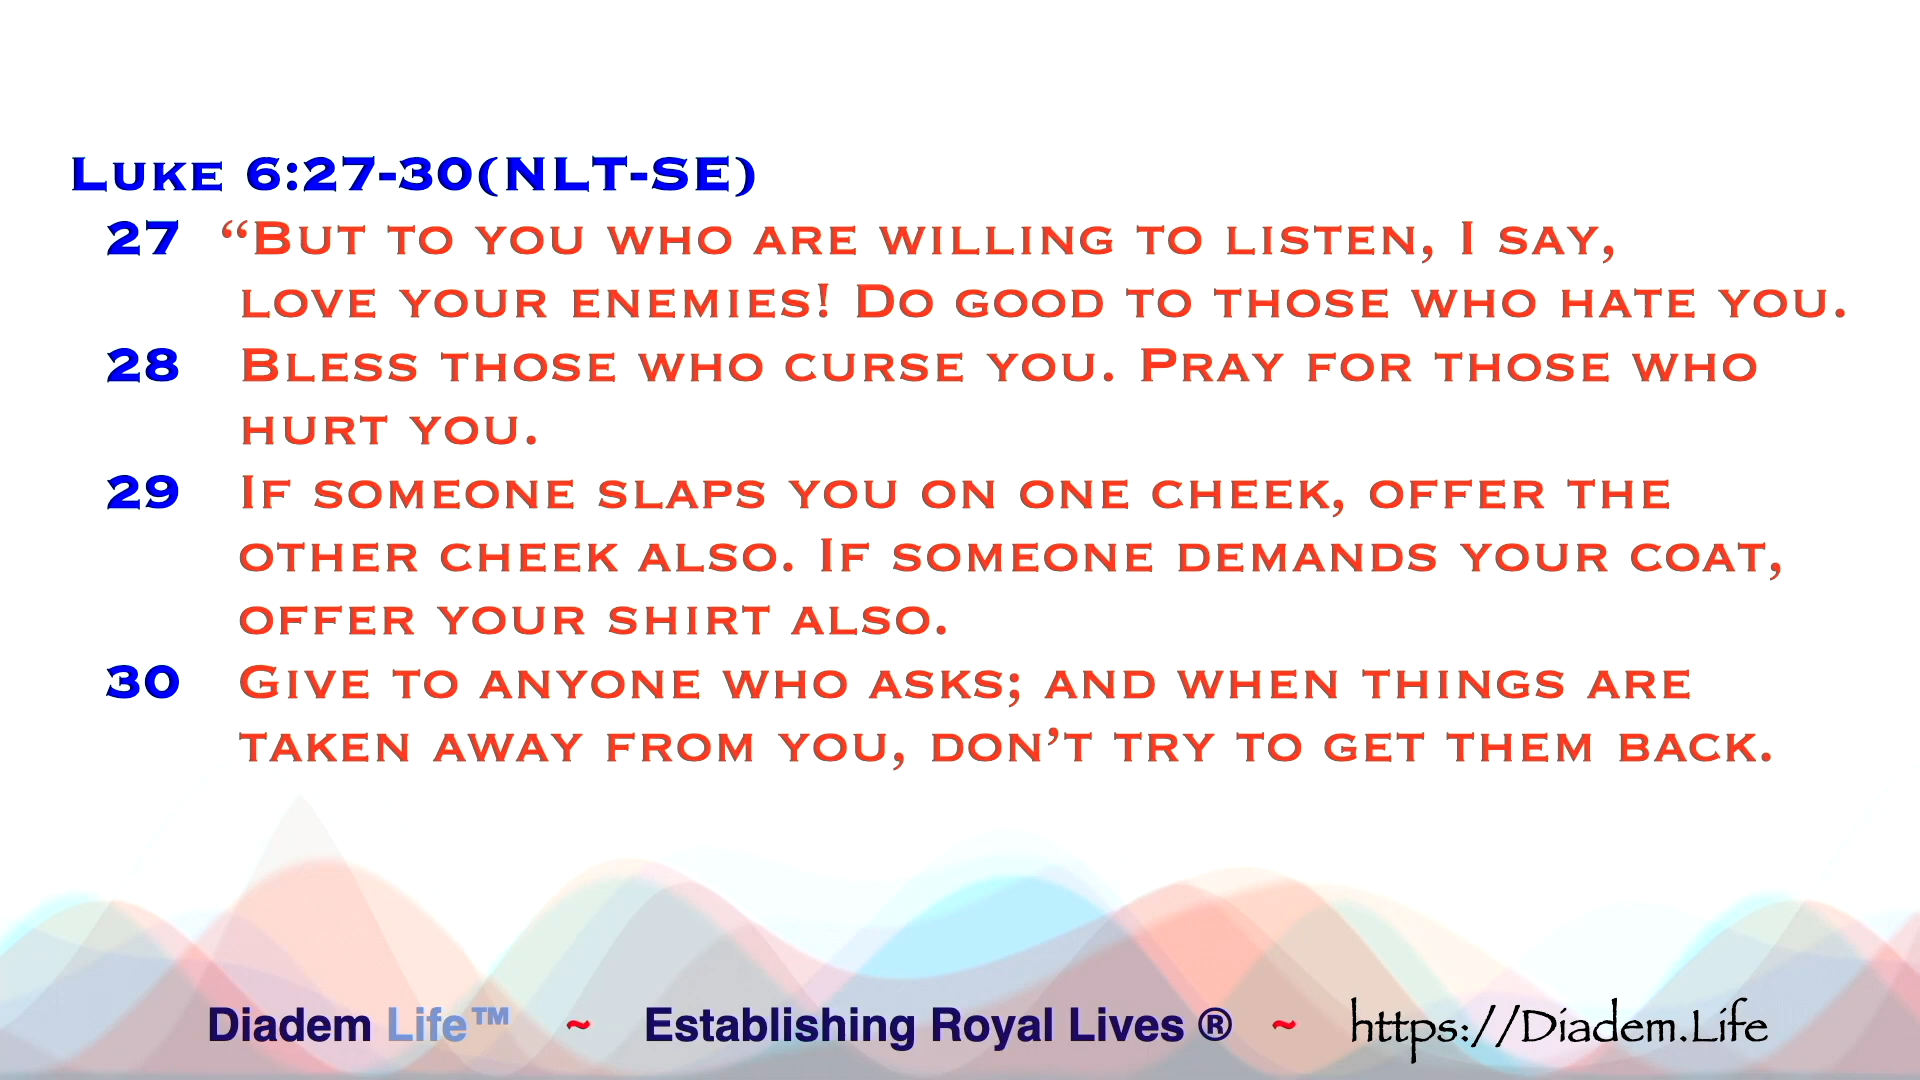 Luke 6:27-30(NLT-SE)
27 “But to you who are willing to listen, I say,
love your enemies! Do good to those who hate you.
28 Bless those who curse you. Pray for those who
hurt you.
29 If someone slaps you on one cheek, offer the
other cheek also. If someone demands your coat,
offer your shirt also.
30 Give to anyone who asks; and when things are
taken away from you, don’t try to get them back.
Diadem Life™ ~ Establishing Royal Lives ® ~ https://Diadem.Life